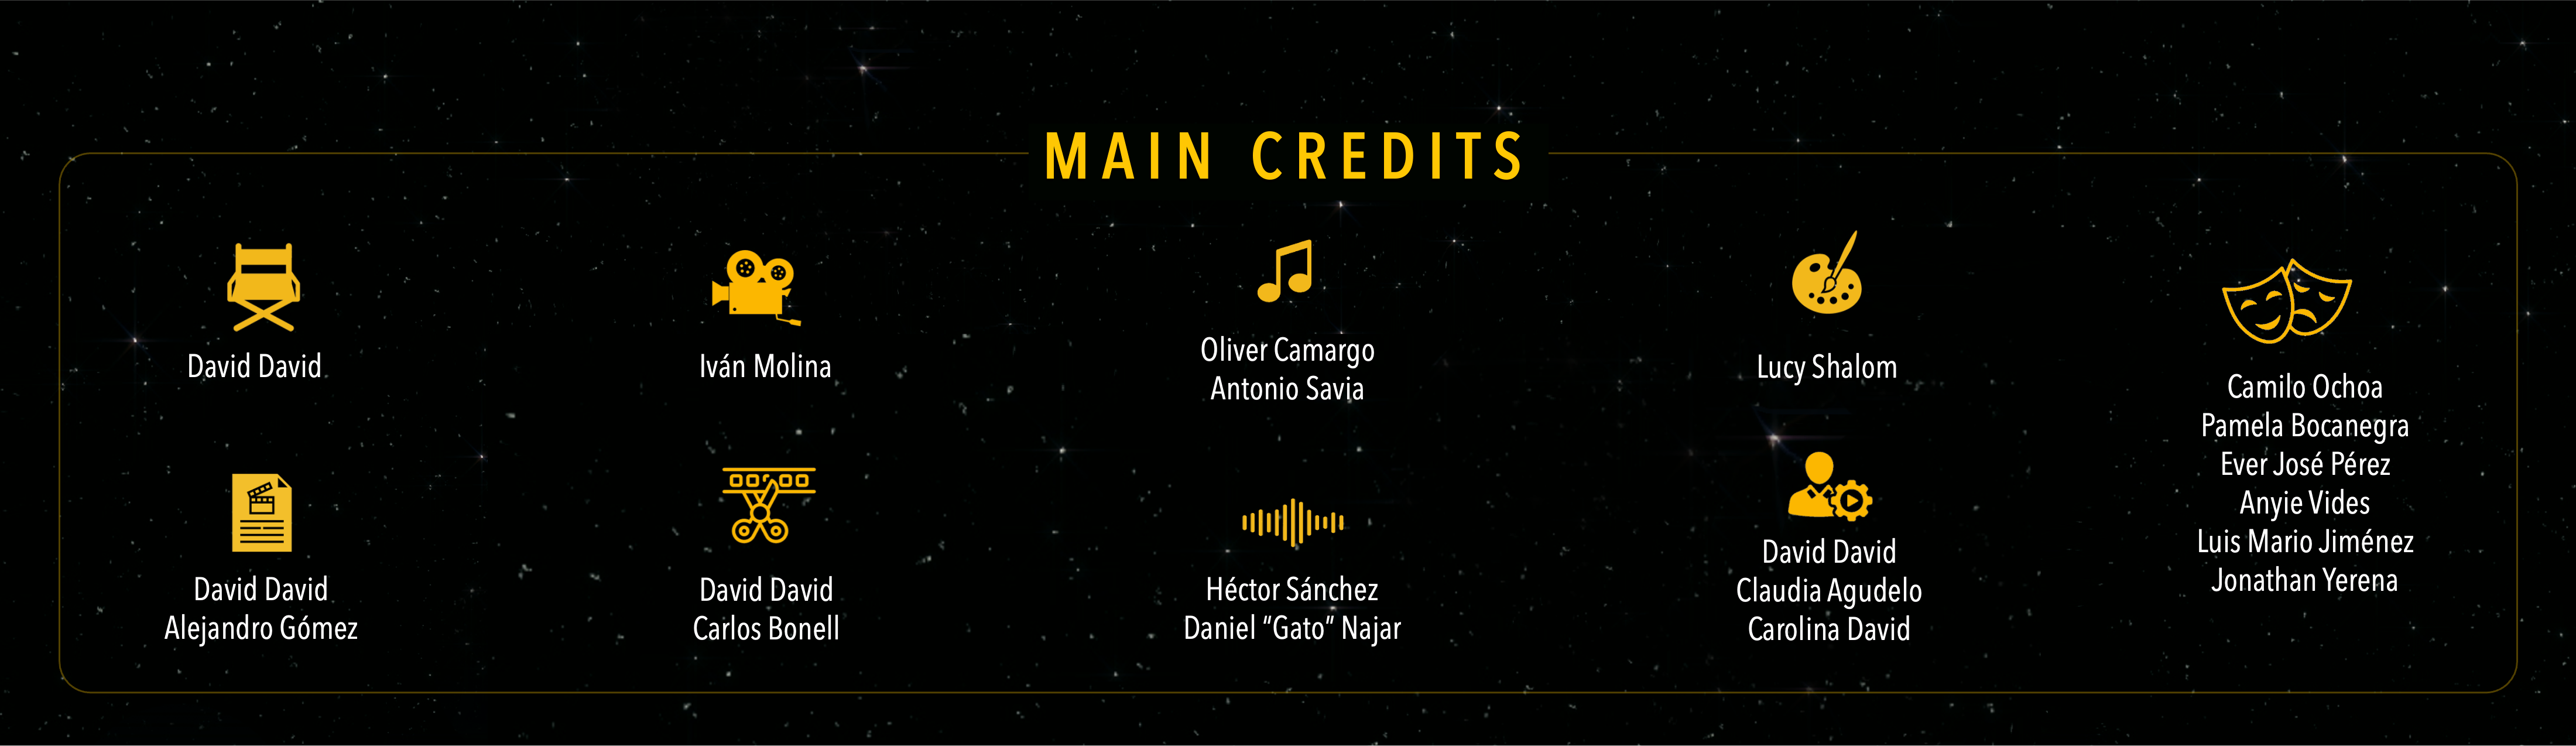 MAIN CREDITS
David David
Iván Molina
Oliver Camargo
Antonio Savia
Lucy Shalom
Camilo Ochoa
Pamela Bocanegra
Ever José Pérez
Anyie Vides
Luis Mario Jiménez
Jonathan Yerena
David David
Alejandro Gómez
David David
Carlos Bonell
Héctor Sánchez
Daniel “Gato” Najar
David David
Claudia Agudelo
Carolina David